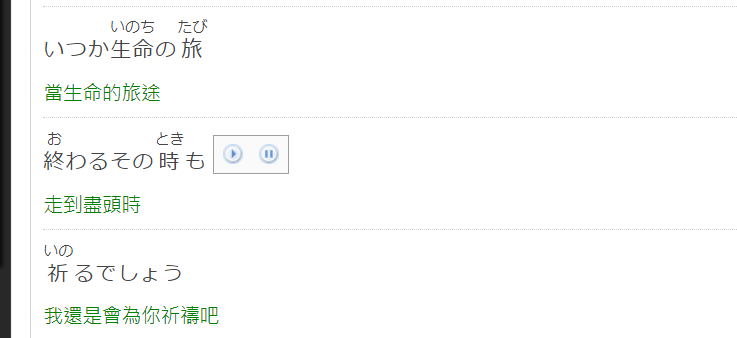 いのち たび
いつか生命の旅
當生命的旅途
お とき
終わるその時も
走到盡頭時
いの
祈るでしょう
我還是會為你祈禱吧